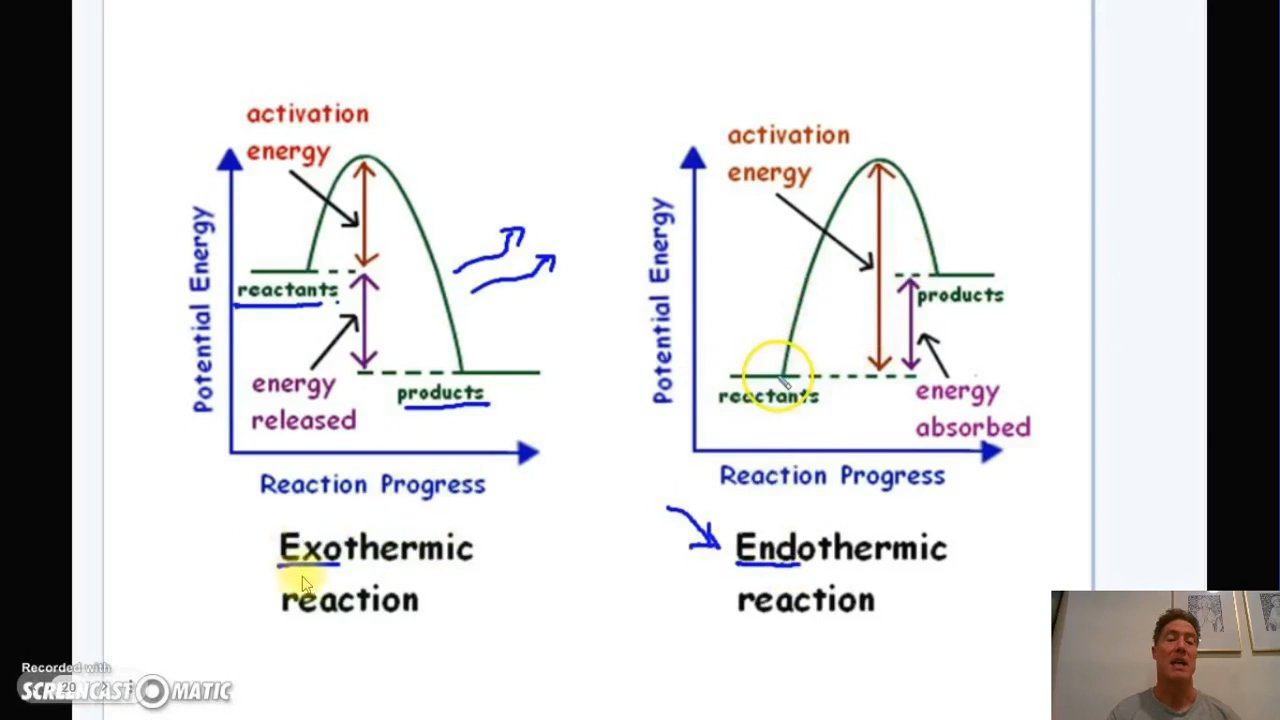 activation
energy
Potential Energy
reactants
energy
released
products
Reaction Progress
Exothermic
reaction
activation
energy
Potential Energy
products
reactants
energy
absorbed
Reaction Progress
Endothermic
reaction
Recorded with
SCREENCAST MATIC
20